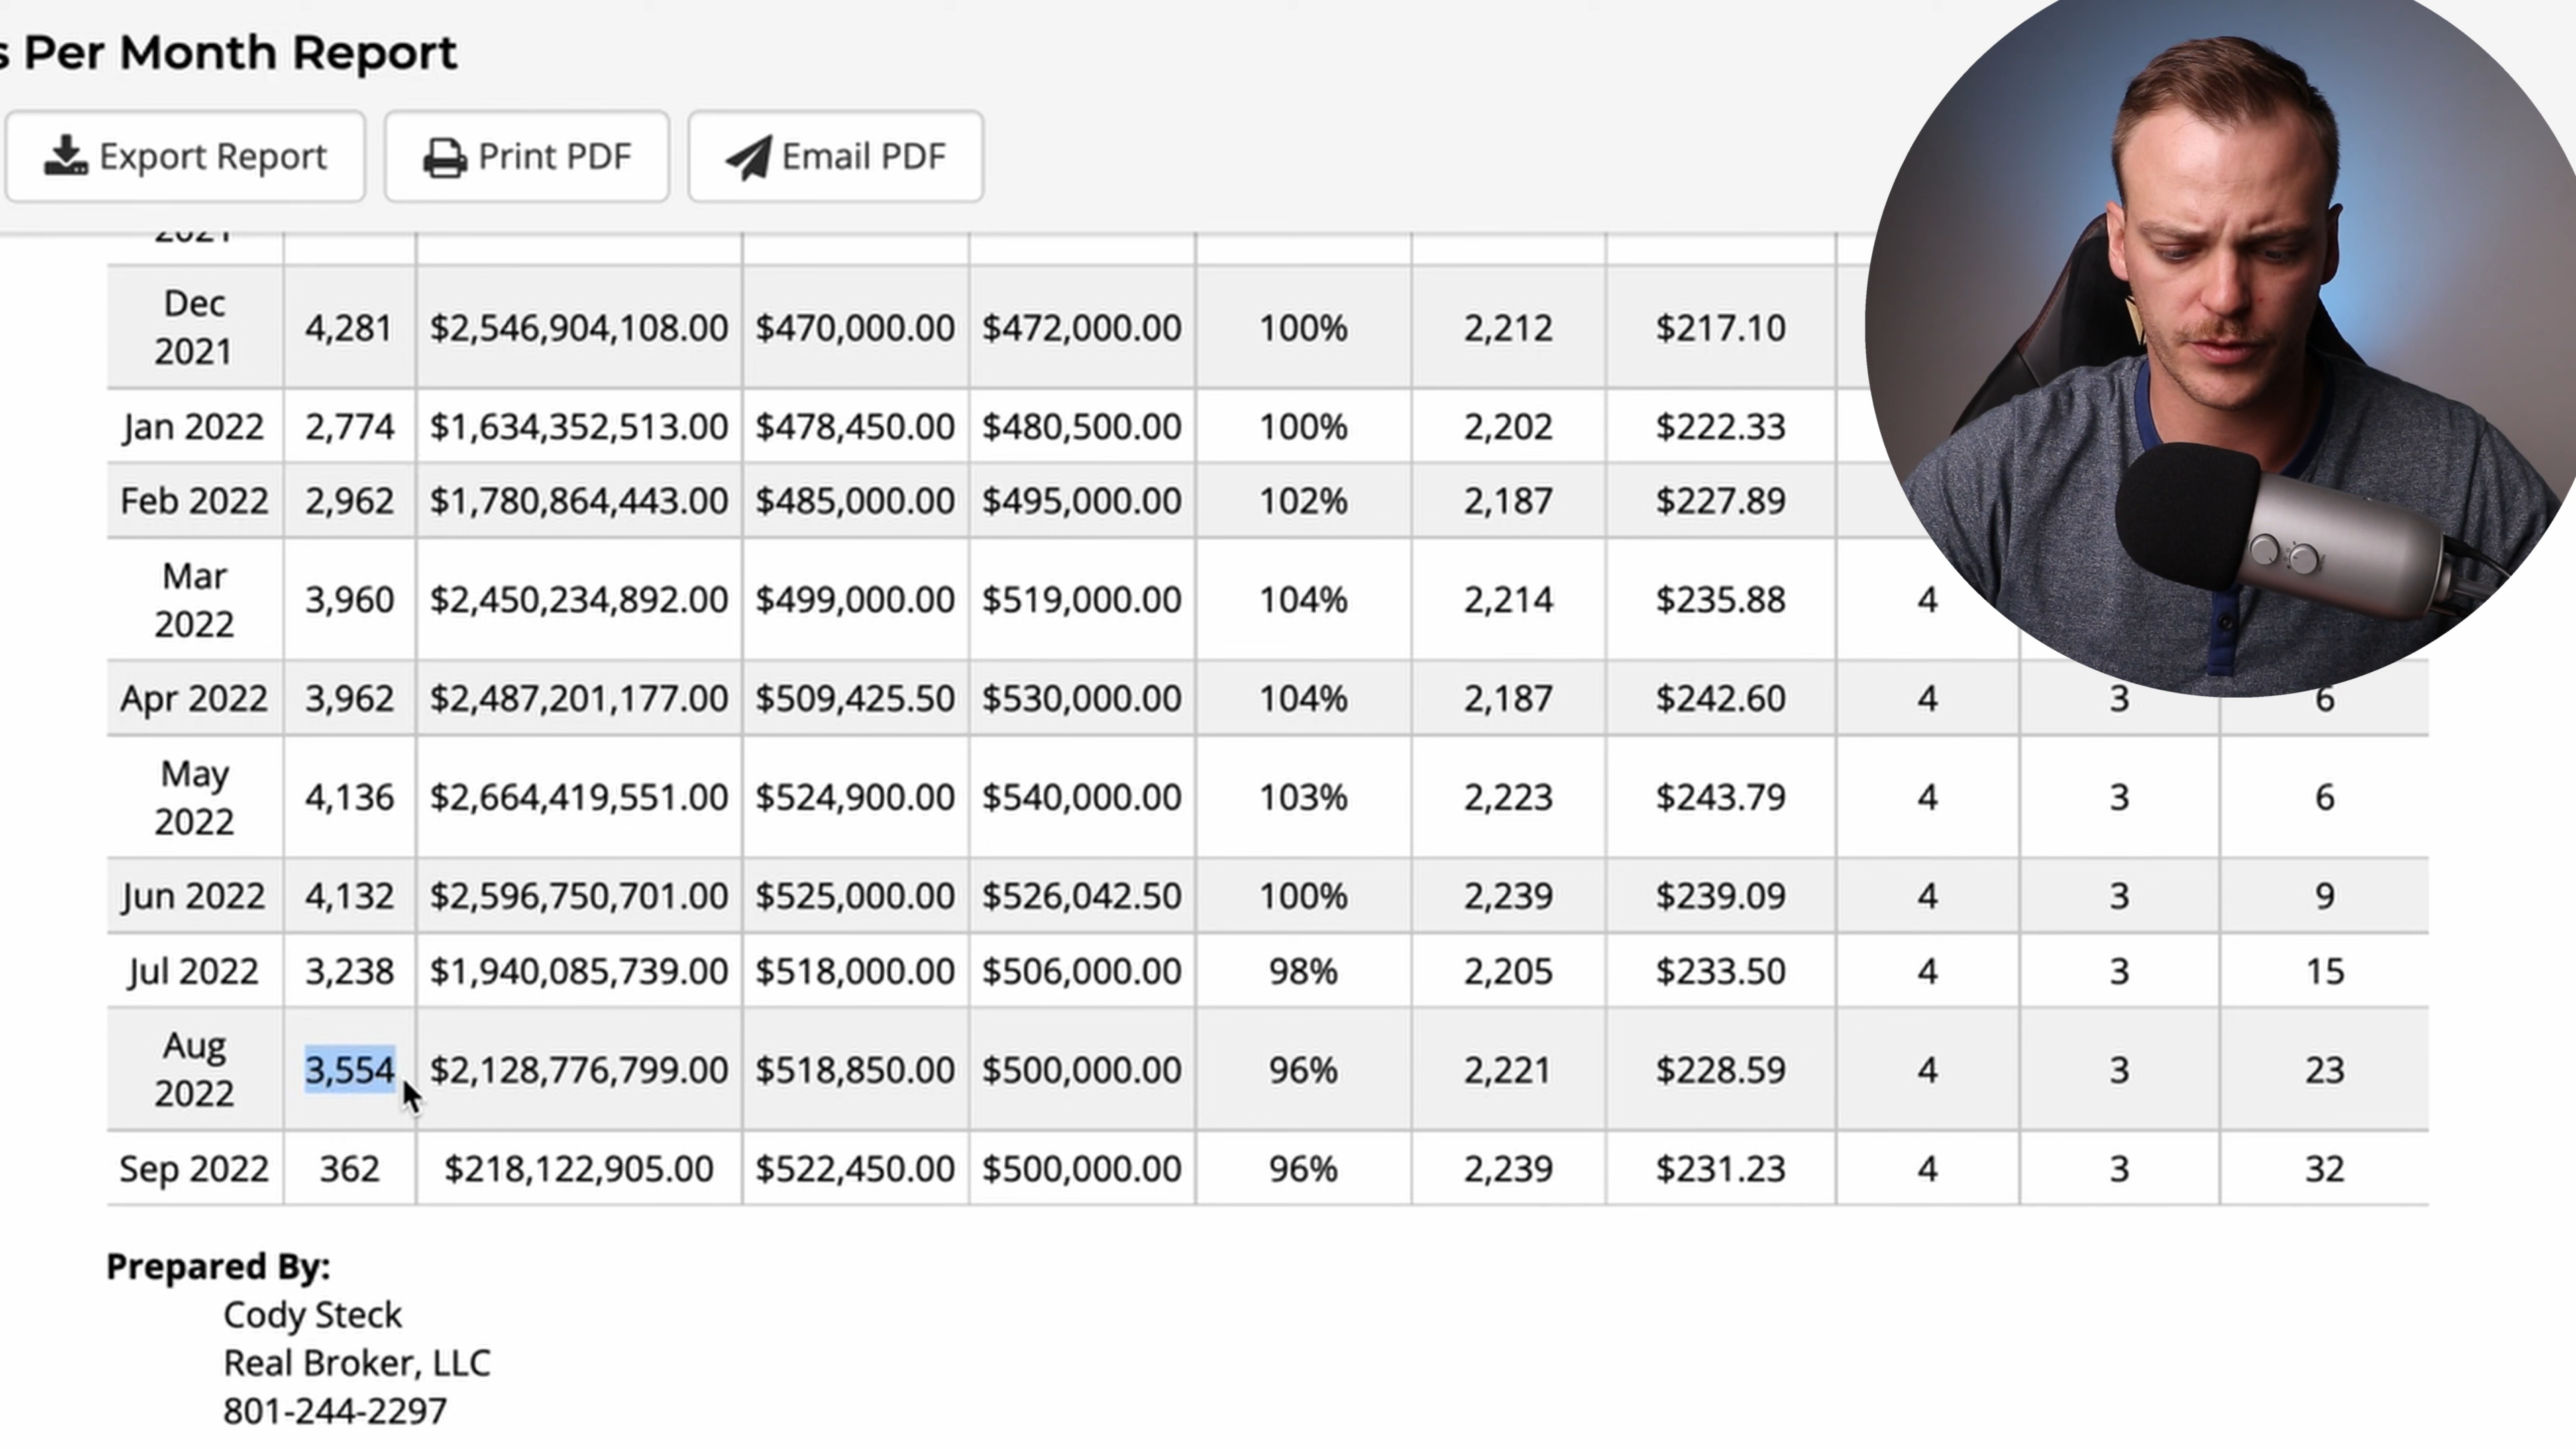 s Per Month Report
Export Report
Print PDF
Email PDF
2021
Dec 2021 4,281 $2,546,904,108.00 $470,000.00 $472,000.00 100% 2,212 $217.10
Jan 2022 2,774 $1,634,352,513.00 $478,450.00 $480,500.00 100% 2,202 $222.33
Feb 2022 2,962 $1,780,864,443.00 $485,000.00 $495,000.00 102% 2,187 $227.89
Mar 2022 3,960 $2,450,234,892.00 $499,000.00 $519,000.00 104% 2,214 $235.88 4
Apr 2022 3,962 $2,487,201,177.00 $509,425.50 $530,000.00 104% 2,187 $242.60 4 3 6
May 2022 4,136 $2,664,419,551.00 $524,900.00 $540,000.00 103% 2,223 $243.79 4 3 6
Jun 2022 4,132 $2,596,750,701.00 $525,000.00 $526,042.50 100% 2,239 $239.09 4 3 9
Jul 2022 3,238 $1,940,085,739.00 $518,000.00 $506,000.00 98% 2,205 $233.50 4 3 15
Aug 2022 3,554 $2,128,776,799.00 $518,850.00 $500,000.00 96% 2,221 $228.59 4 3 23
Sep 2022 362 $218,122,905.00 $522,450.00 $500,000.00 96% 2,239 $231.23 4 3 32
Prepared By:
Cody Steck
Real Broker, LLC
801-244-2297